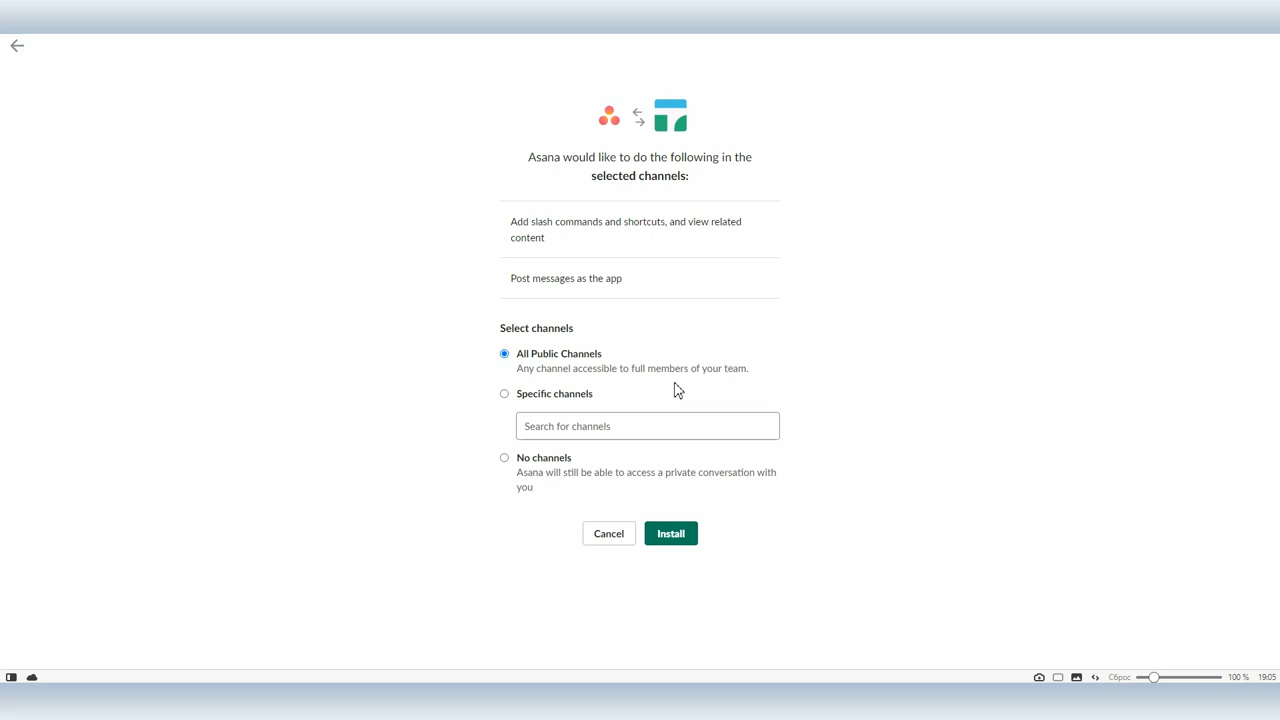 Asana would like to do the following in the
selected channels:
Add slash commands and shortcuts, and view related
content
Post messages as the app
Select channels
All Public Channels
Any channel accessible to full members of your team.
Specific channels
Search for channels
No channels
Asana will still be able to access a private conversation with
you
Cancel
Install
Сброс
100 %
19:05